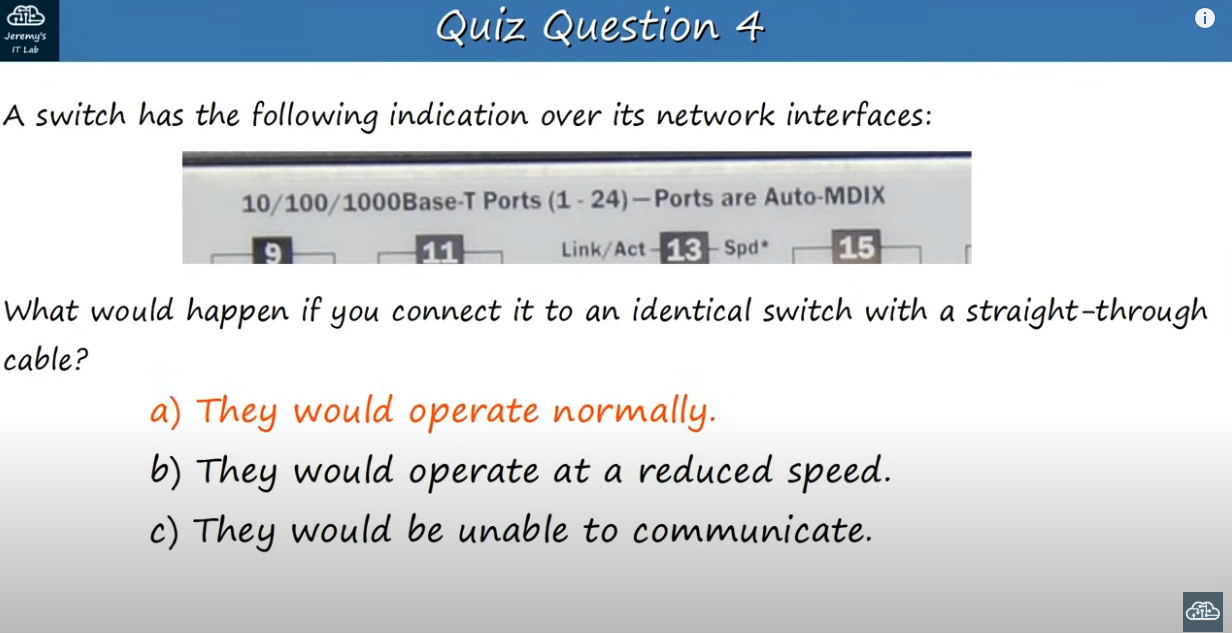 Jeremy's
IT Lab
Quiz Question 4
i
A switch has the following indication over its network interfaces:
10/100/1000Base-T Ports (1 - 24)—Ports are Auto-MDIX
9 11 Link/Act 13 Spd* 15
What would happen if you connect it to an identical switch with a straight-through
cable?
a) They would operate normally.
b) They would operate at a reduced speed.
c) They would be unable to communicate.